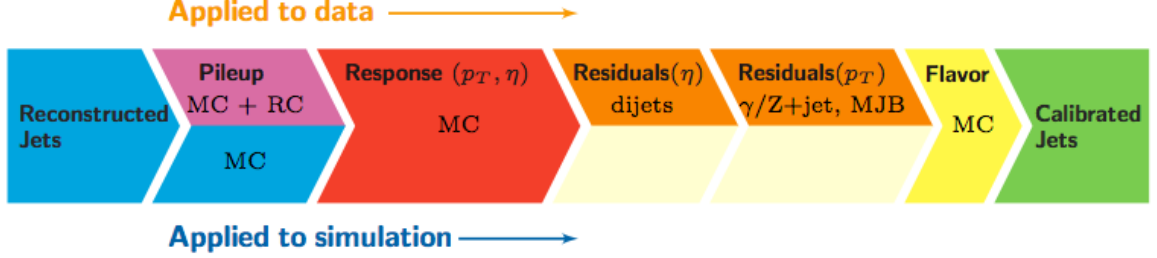 Applied to data
Reconstructed
Jets
Pileup
MC + RC
MC
Response (p_T, η)
MC
Residuals(η)
dijets
Residuals(p_T)
γ/Z+jet, MJB
Flavor
MC
Calibrated
Jets
Applied to simulation